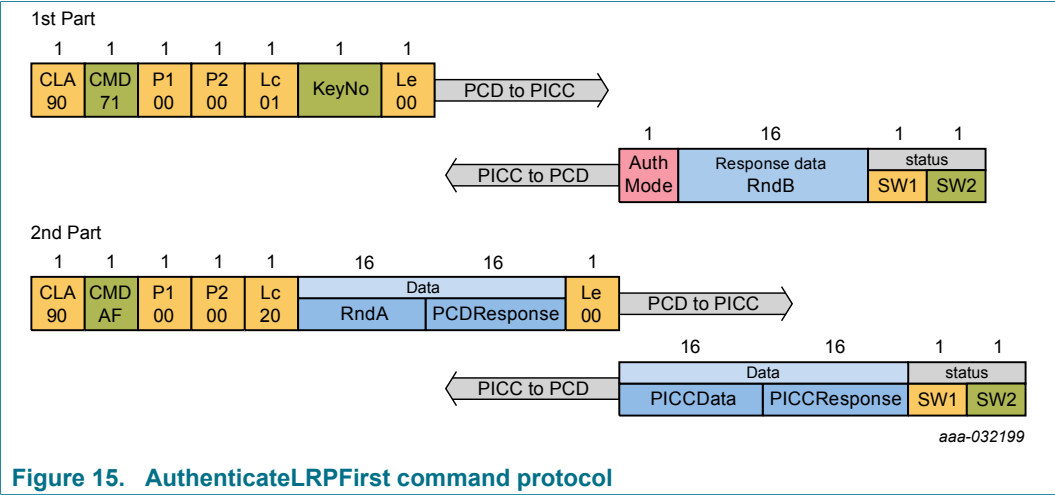 1st Part
1 1 1 1 1 1 1
CLA CMD P1 P2 Lc KeyNo Le
90 71 00 00 01 00
PCD to PICC
1 16 1 1
Auth Response data status
Mode RndB SW1 SW2
PICC to PCD
2nd Part
1 1 1 1 1 16 16 1
CLA CMD P1 P2 Lc Data Le
90 AF 00 00 20 RndA PCDResponse 00
PCD to PICC
16 16 1 1
Data status
PICCData PICCResponse SW1 SW2
PICC to PCD
aaa-032199
Figure 15. AuthenticateLRPFirst command protocol